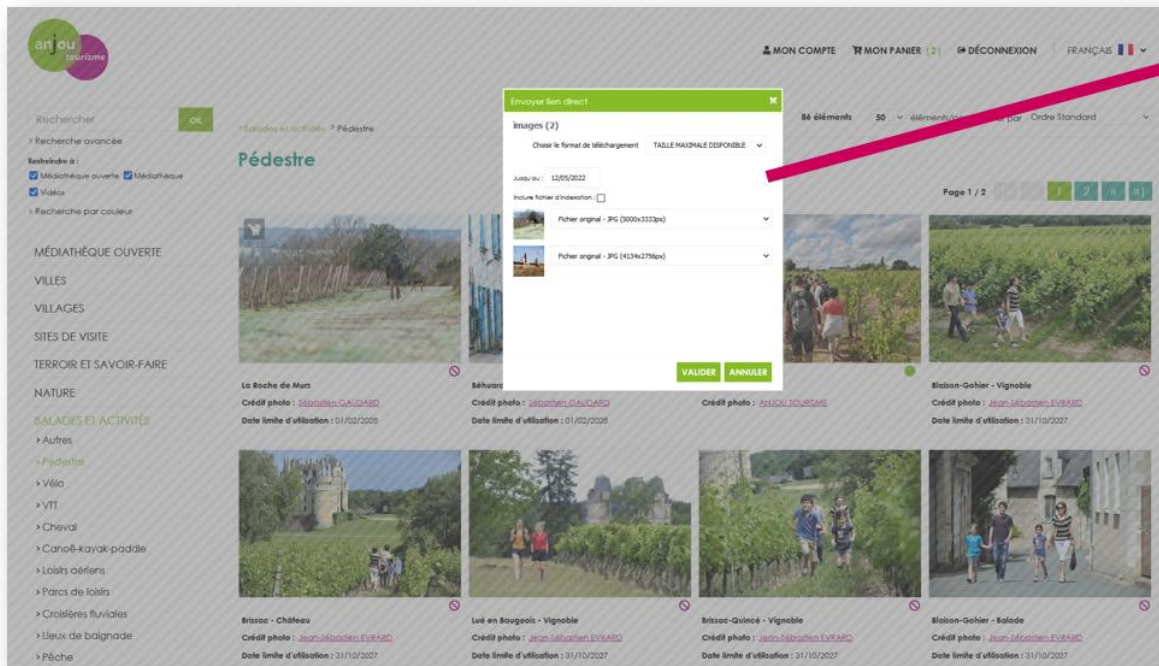 anjou
tourisme
MON COMPTE MON PANIER (2) DÉCONNEXION FRANÇAIS
Rechercher OK
> Recherche avancée
Restreindre à :
Médiathèque ouverte Médiathèque
Vidéos
> Recherche par couleur
MÉDIATHÈQUE OUVERTE
VILLES
VILLAGES
SITES DE VISITE
TERROIR ET SAVOIR-FAIRE
NATURE
BALADES ET ACTIVITÉS
> Autres
> Pédestre
> Vélo
> VTT
> Cheval
> Canoë-kayak-paddle
> Loisirs aériens
> Parcs de loisirs
> Croisières fluviales
> Lieux de baignade
> Pêche
> Balades et activités > Pédestre
86 éléments 50 éléments/page par Ordre Standard
Pédestre
Page 1 / 2 1 2
Envoyer lien direct
images (2)
Choisir le format de téléchargement TAILLE MAXIMALE DISPONIBLE
Jusqu'au : 12/05/2022
Inclure fichier d'indexation :
Fichier original - JPG (5000x3333px)
Fichier original - JPG (4134x2756px)
VALIDER ANNULER
La Roche de Murs
Crédit photo : Sébastien GAUDARD
Date limite d'utilisation : 01/02/2028
Béhuard
Crédit photo : Sébastien GAUDARD
Date limite d'utilisation : 01/02/2028
Crédit photo : ANJOU TOURISME
Blaison-Gohier - Vignoble
Crédit photo : Jean-Sébastien EVRARD
Date limite d'utilisation : 31/10/2027
Brissac - Château
Crédit photo : Jean-Sébastien EVRARD
Date limite d'utilisation : 31/10/2027
Lué en Baugeois - Vignoble
Crédit photo : Jean-Sébastien EVRARD
Date limite d'utilisation : 31/10/2027
Brissac-Quincé - Vignoble
Crédit photo : Jean-Sébastien EVRARD
Date limite d'utilisation : 31/10/2027
Blaison-Gohier - Balade
Crédit photo : Jean-Sébastien EVRARD
Date limite d'utilisation : 31/10/2027